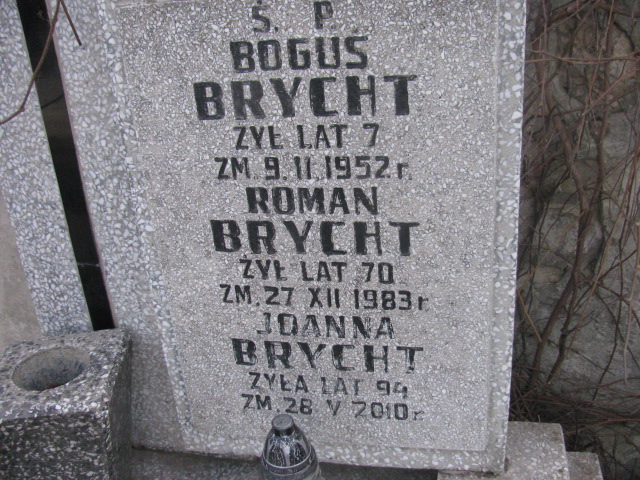 Ś. P.
BOGUŚ
BRYCHT
ŻYŁ LAT 7
ZM. 9. II. 1952 r.
ROMAN
BRYCHT
ŻYŁ LAT 70
ZM. 27 XII 1983 r
JOANNA
BRYCHT
ŻYŁA LAT 94
ZM. 28 V 2010 r.